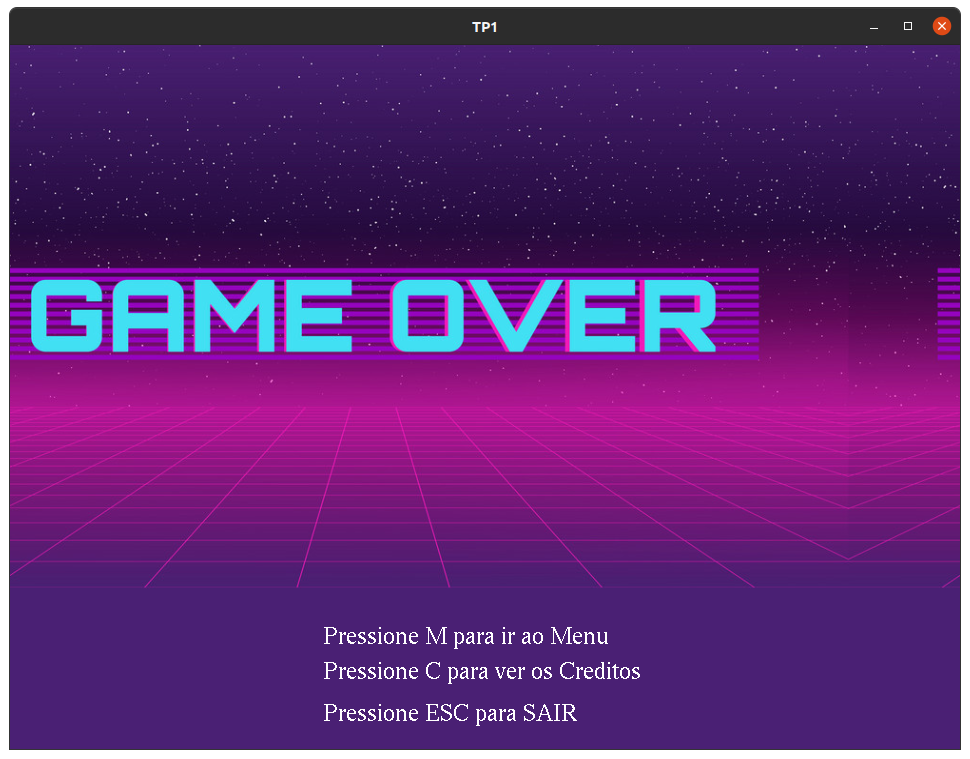 TP1
GAME OVER
Pressione M para ir ao Menu
Pressione C para ver os Creditos
Pressione ESC para SAIR